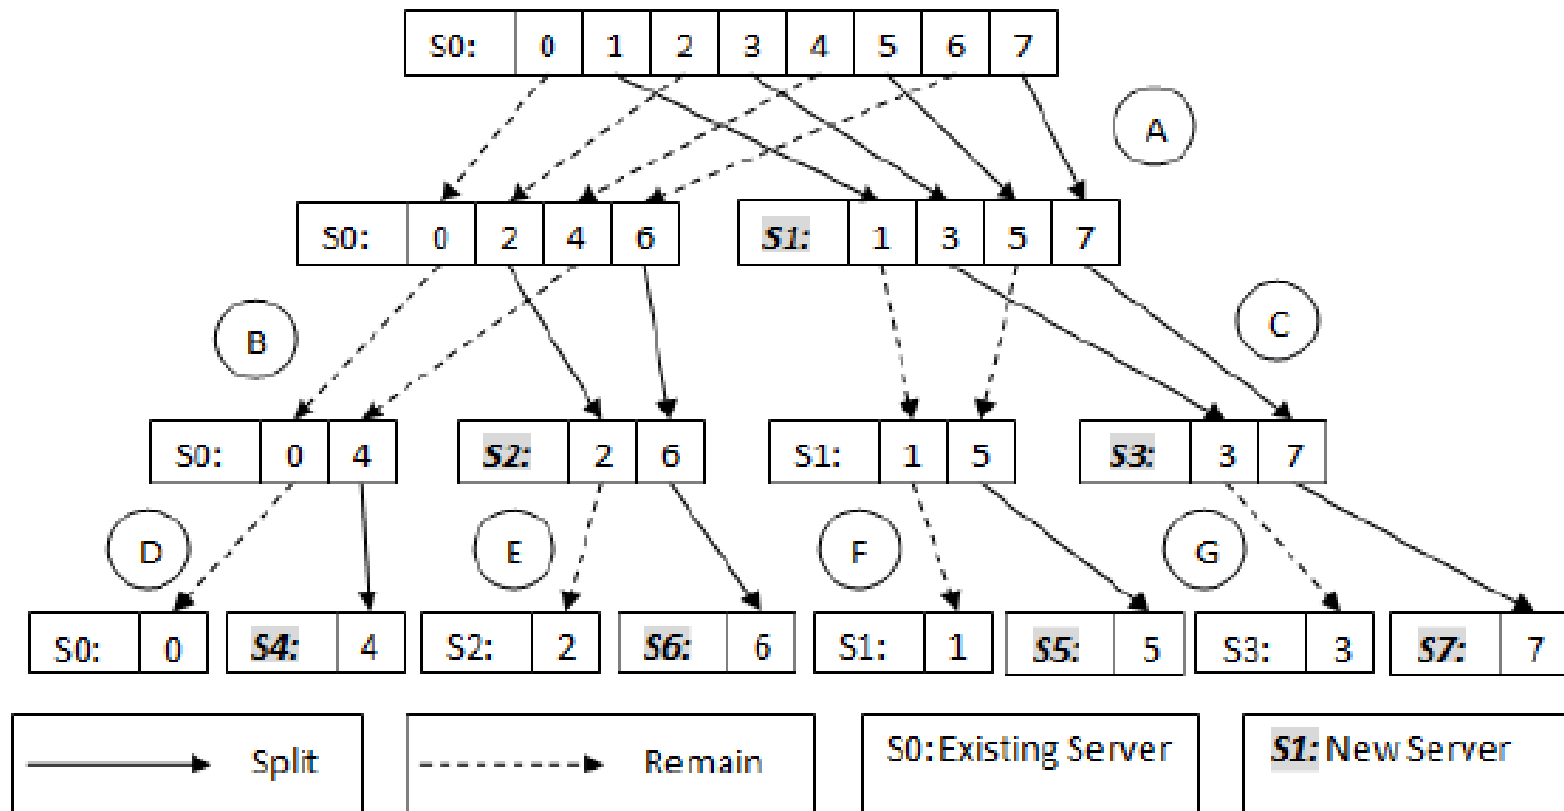 S0: 0 1 2 3 4 5 6 7
A
S0: 0 2 4 6 S1: 1 3 5 7
B C
S0: 0 4 S2: 2 6 S1: 1 5 S3: 3 7
D E F G
S0: 0 S4: 4 S2: 2 S6: 6 S1: 1 S5: 5 S3: 3 S7: 7
Split Remain S0: Existing Server S1: New Server